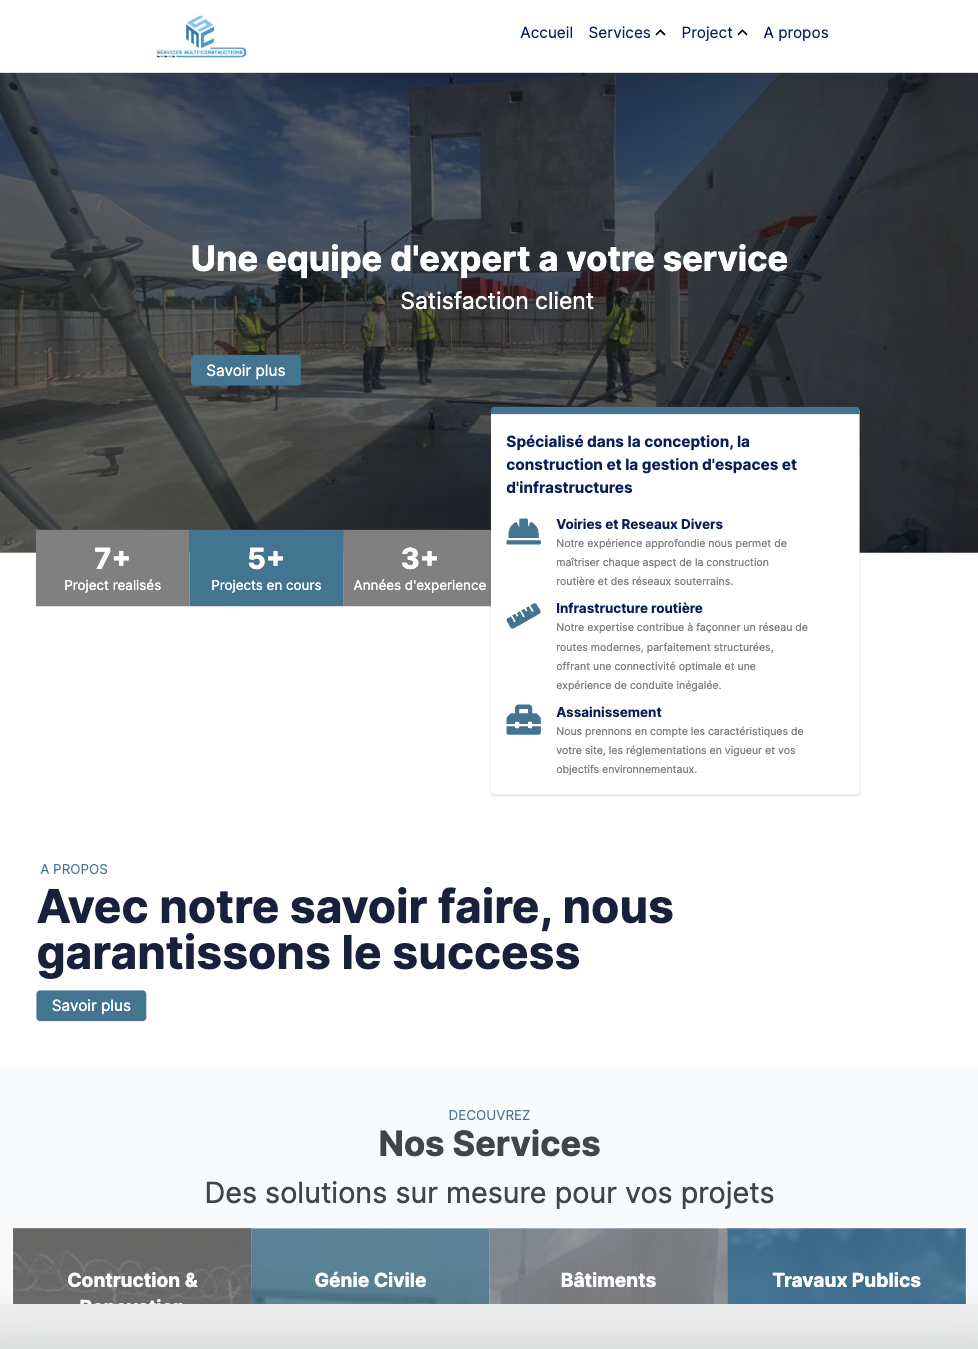 SERVICES MULTI-CONSTRUCTIONS
Accueil Services Project A propos
Une equipe d'expert a votre service
Satisfaction client
Savoir plus
Spécialisé dans la conception, la
construction et la gestion d'espaces et
d'infrastructures
Voiries et Reseaux Divers
Notre expérience approfondie nous permet de
maîtriser chaque aspect de la construction
routière et des réseaux souterrains.
Infrastructure routière
Notre expertise contribue à façonner un réseau de
routes modernes, parfaitement structurées,
offrant une connectivité optimale et une
expérience de conduite inégalée.
Assainissement
Nous prennons en compte les caractéristiques de
votre site, les réglementations en vigueur et vos
objectifs environnementaux.
7+
Project realisés
5+
Projects en cours
3+
Années d'experience
A PROPOS
Avec notre savoir faire, nous
garantissons le success
Savoir plus
DECOUVREZ
Nos Services
Des solutions sur mesure pour vos projets
Contruction &
Génie Civile
Bâtiments
Travaux Publics